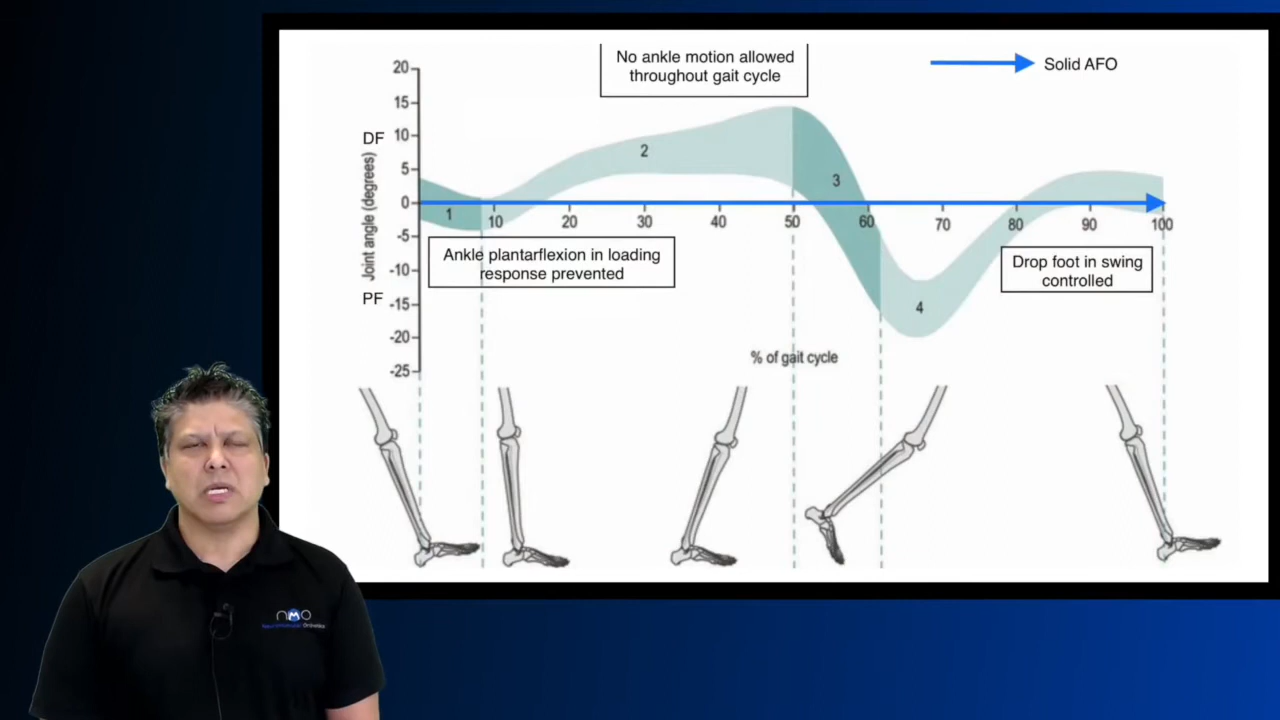 No ankle motion allowed
throughout gait cycle
Solid AFO
20
15
DF
10
5
0
-5
-10
-15
-20
-25
PF
Joint angle (degrees)
1
2
3
4
10
20
30
40
50
60
70
80
90
100
Ankle plantarflexion in loading
response prevented
Drop foot in swing
controlled
% of gait cycle
nmo